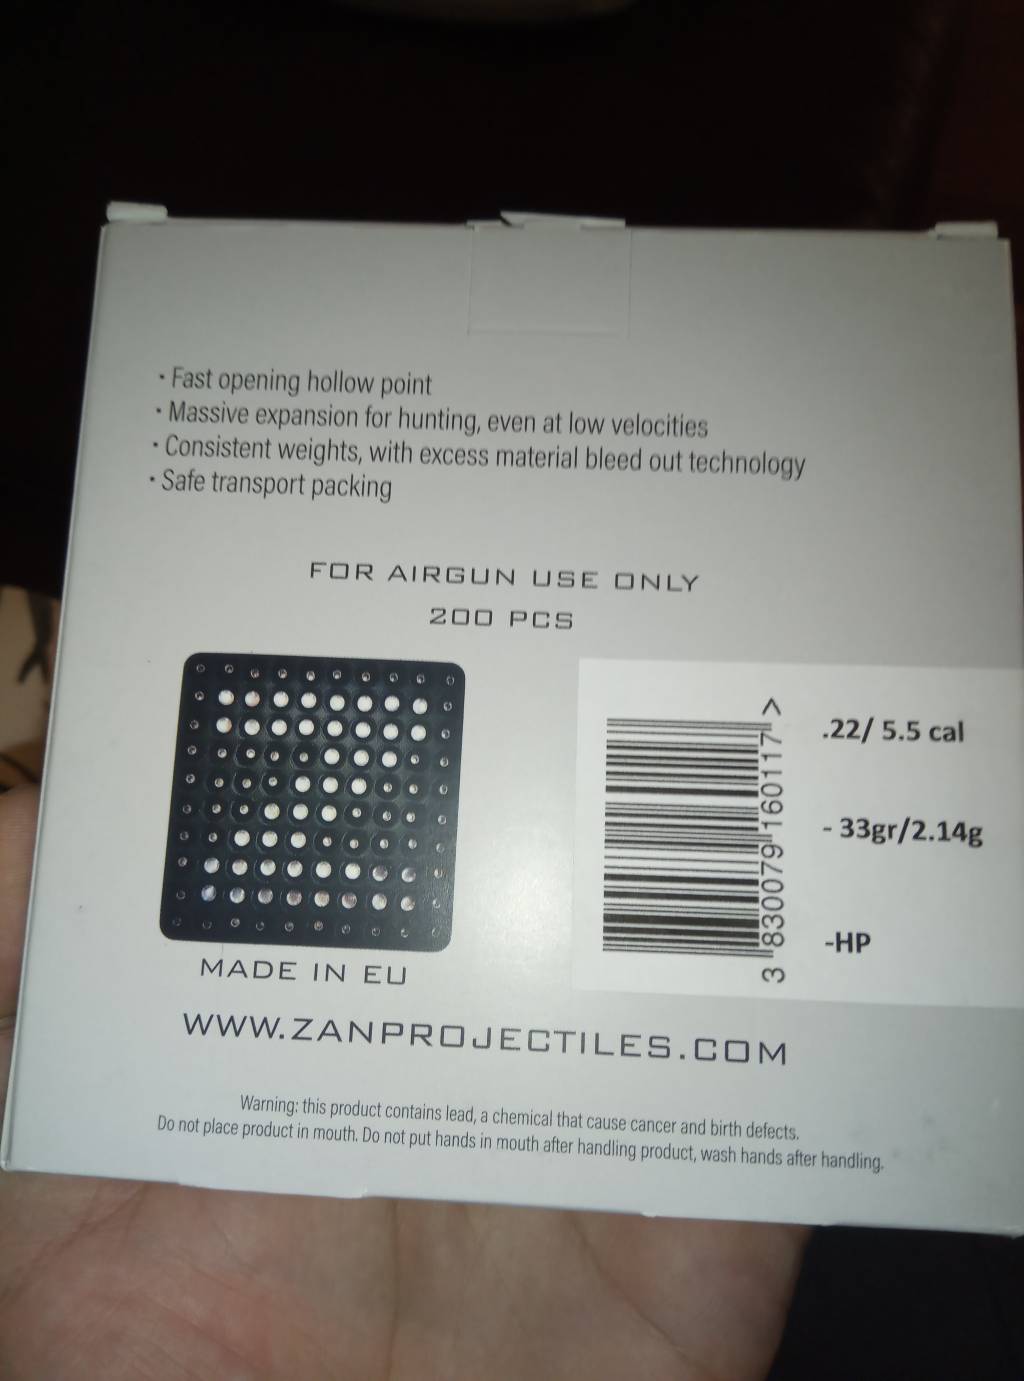 · Fast opening hollow point
· Massive expansion for hunting, even at low velocities
· Consistent weights, with excess material bleed out technology
· Safe transport packing
FOR AIRGUN USE ONLY
200 PCS
.22/ 5.5 cal
- 33gr/2.14g
-HP
3 830079 160117 >
MADE IN EU
WWW.ZANPROJECTILES.COM
Warning: this product contains lead, a chemical that cause cancer and birth defects.
Do not place product in mouth. Do not put hands in mouth after handling product, wash hands after handling.